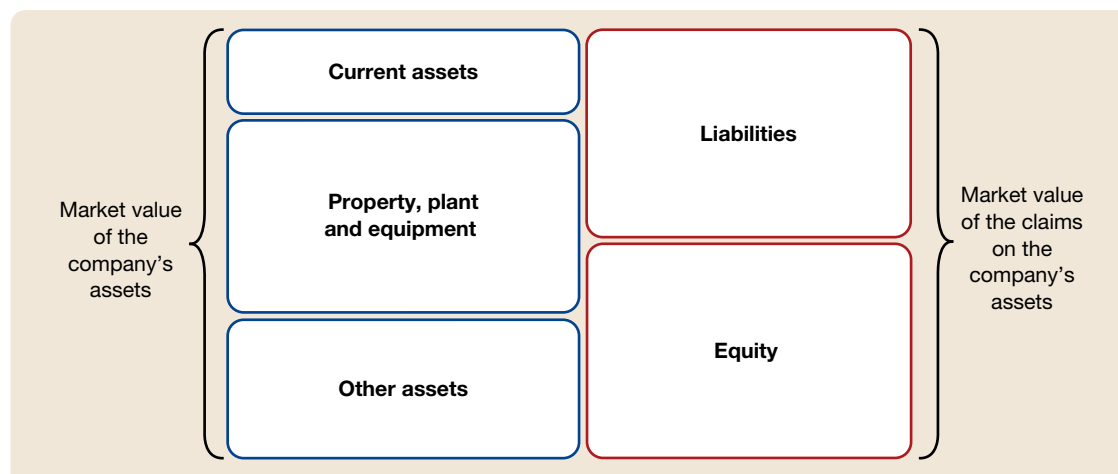 Market value
of the
company’s
assets
Current assets
Property, plant
and equipment
Other assets
Liabilities
Equity
Market value
of the claims
on the
company’s
assets